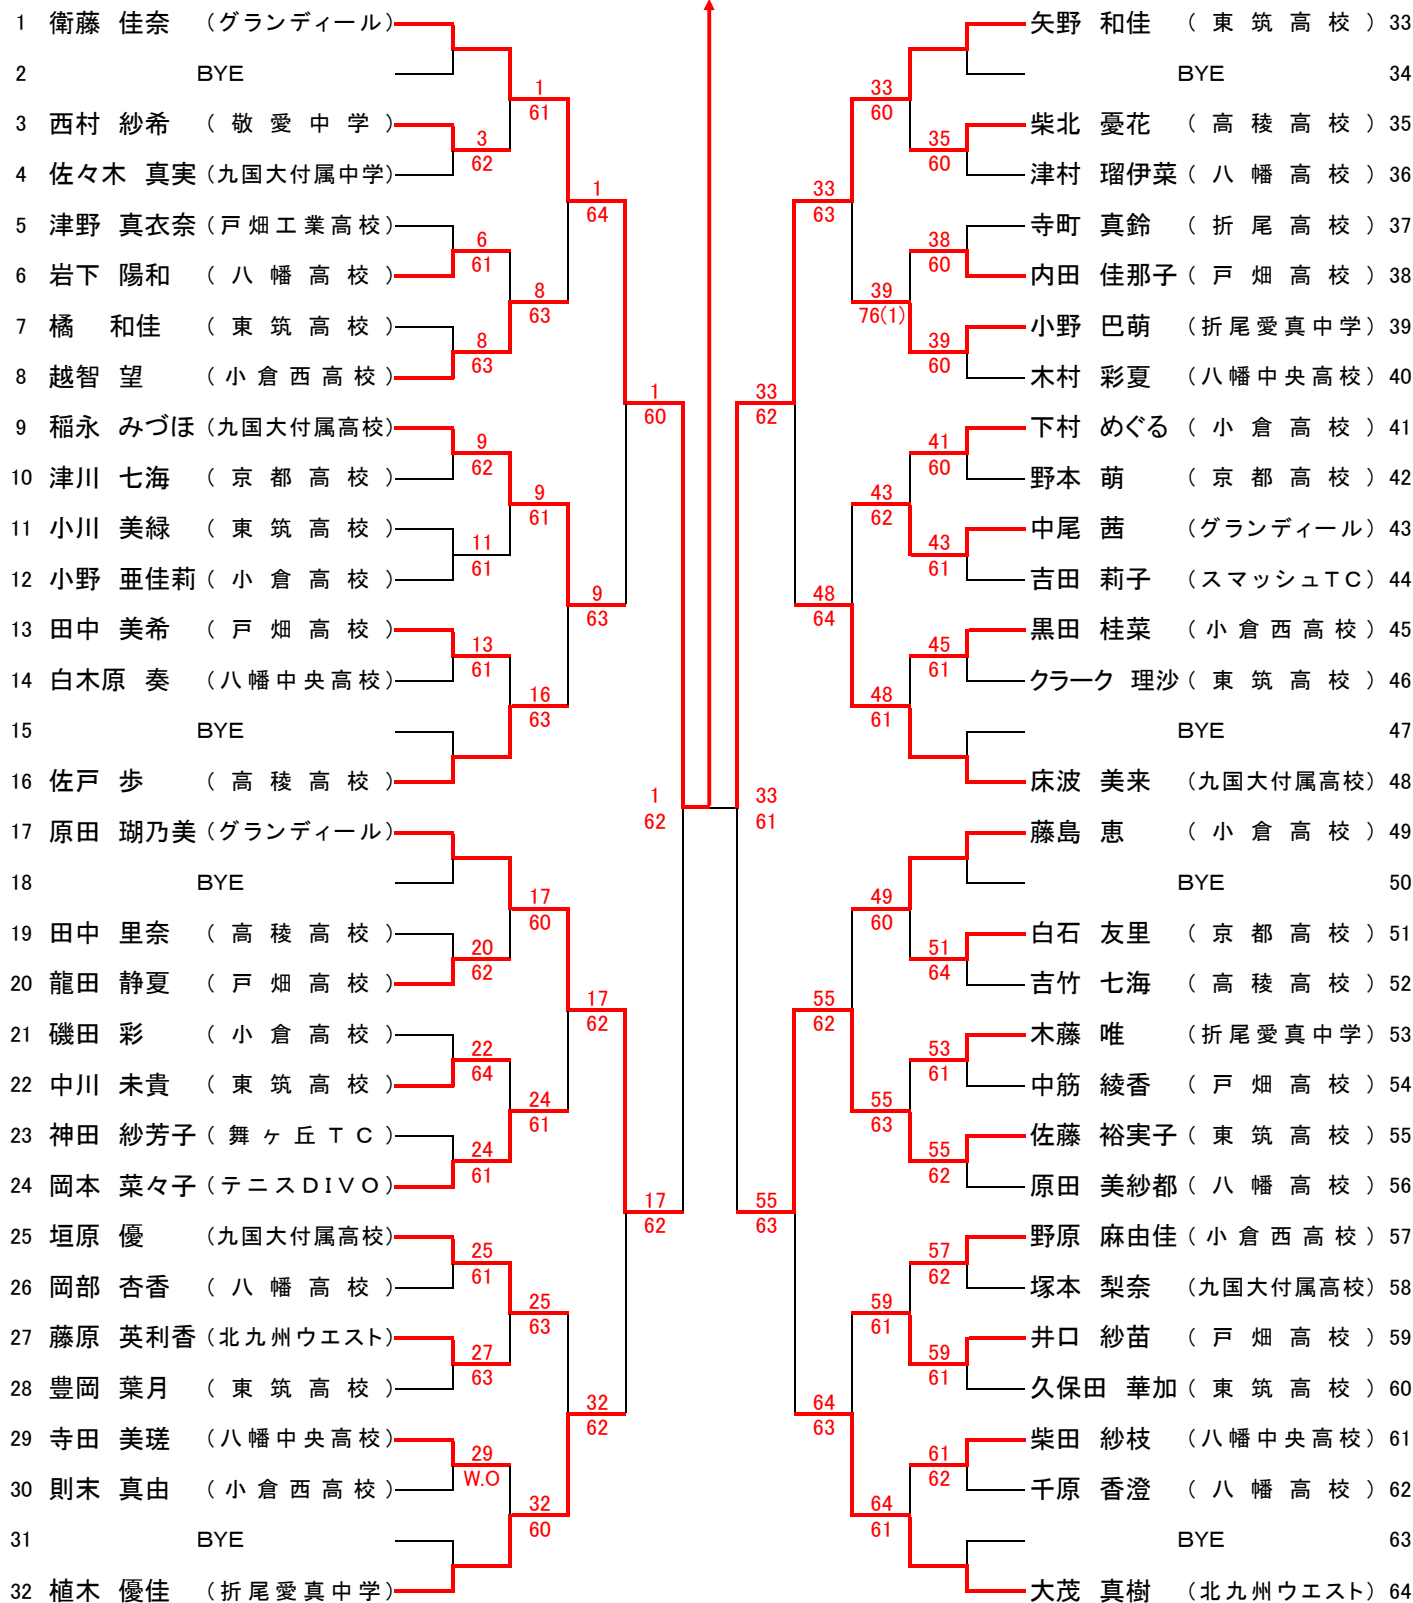 1 衛藤 佳奈 (グランディール)
2 BYE
3 西村 紗希 (敬愛中学)
4 佐々木 真実 (九国大付属中学)
5 津野 真衣奈 (戸畑工業高校)
6 岩下 陽和 (八幡高校)
7 橘 和佳 (東筑高校)
8 越智 望 (小倉西高校)
9 稲永 みづほ (九国大付属高校)
10 津川 七海 (京都高校)
11 小川 美緑 (東筑高校)
12 小野 亜佳莉 (小倉高校)
13 田中 美希 (戸畑高校)
14 白木原 奏 (八幡中央高校)
15 BYE
16 佐戸 歩 (高稜高校)
17 原田 瑚乃美 (グランディール)
18 BYE
19 田中 里奈 (高稜高校)
20 龍田 静夏 (戸畑高校)
21 磯田 彩 (小倉高校)
22 中川 未貴 (東筑高校)
23 神田 紗芳子 (舞ヶ丘TC)
24 岡本 菜々子 (テニスDIVO)
25 垣原 優 (九国大付属高校)
26 岡部 杏香 (八幡高校)
27 藤原 英利香 (北九州ウエスト)
28 豊岡 葉月 (東筑高校)
29 寺田 美瑳 (八幡中央高校)
30 則末 真由 (小倉西高校)
31 BYE
32 植木 優佳 (折尾愛真中学)
3
62
6
61
8
63
9
62
11
61
13
61
20
62
22
64
24
61
25
61
27
63
29
W.O
1
61
8
63
9
61
16
63
17
60
24
61
25
63
32
60
1
64
9
63
17
62
32
62
1
60
17
62
1
62
33
61
33
62
55
63
33
63
48
64
55
62
64
63
33
60
39
76(1)
43
62
48
61
49
60
55
63
59
61
64
61
35
60
38
60
39
60
41
60
43
61
45
61
51
64
53
61
55
62
57
62
59
61
61
62
矢野 和佳 (東筑高校) 33
BYE 34
柴北 憂花 (高稜高校) 35
津村 瑠伊菜 (八幡高校) 36
寺町 真鈴 (折尾高校) 37
内田 佳那子 (戸畑高校) 38
小野 巴萌 (折尾愛真中学) 39
木村 彩夏 (八幡中央高校) 40
下村 めぐる (小倉高校) 41
野本 萌 (京都高校) 42
中尾 茜 (グランディール) 43
吉田 莉子 (スマッシュTC) 44
黒田 桂菜 (小倉西高校) 45
クラーク 理沙 (東筑高校) 46
BYE 47
床波 美来 (九国大付属高校) 48
藤島 恵 (小倉高校) 49
BYE 50
白石 友里 (京都高校) 51
吉竹 七海 (高稜高校) 52
木藤 唯 (折尾愛真中学) 53
中筋 綾香 (戸畑高校) 54
佐藤 裕実子 (東筑高校) 55
原田 美紗都 (八幡高校) 56
野原 麻由佳 (小倉西高校) 57
塚本 梨奈 (九国大付属高校) 58
井口 紗苗 (戸畑高校) 59
久保田 華加 (東筑高校) 60
柴田 紗枝 (八幡中央高校) 61
千原 香澄 (八幡高校) 62
BYE 63
大茂 真樹 (北九州ウエスト) 64